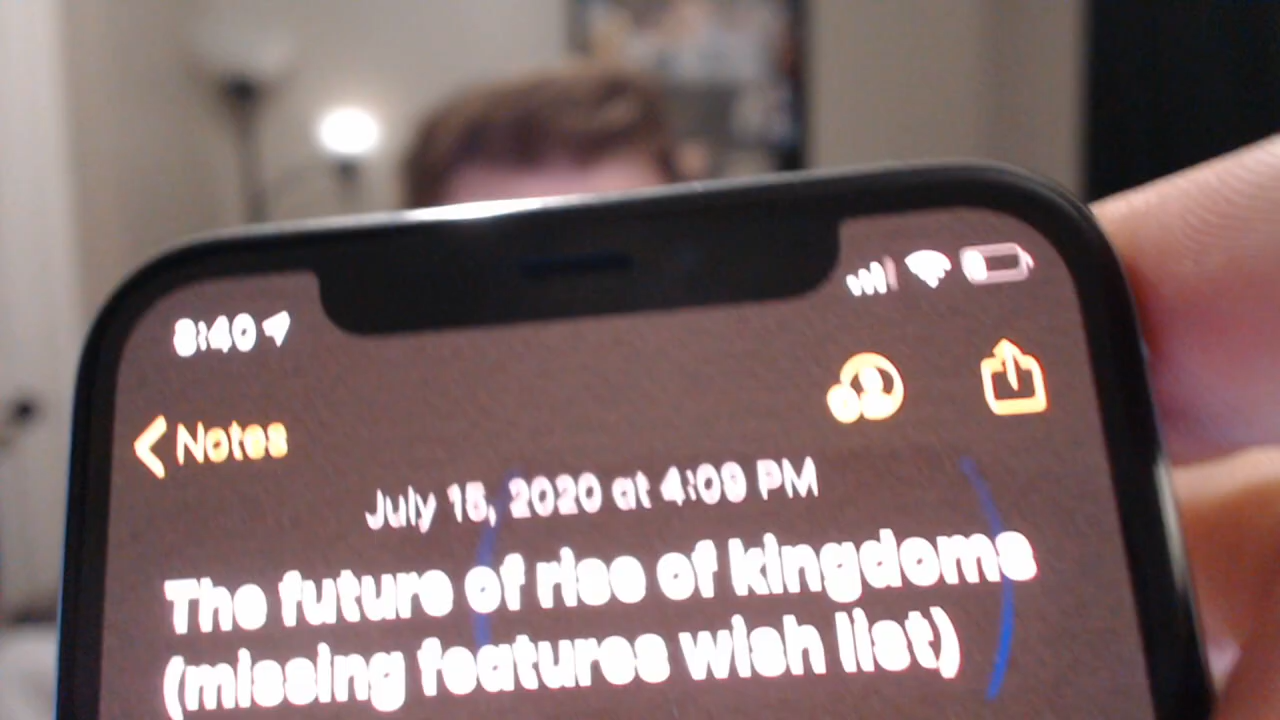 8:40
Notes
July 15, 2020 at 4:09 PM
The future of rise of kingdoms
(missing features wish list)